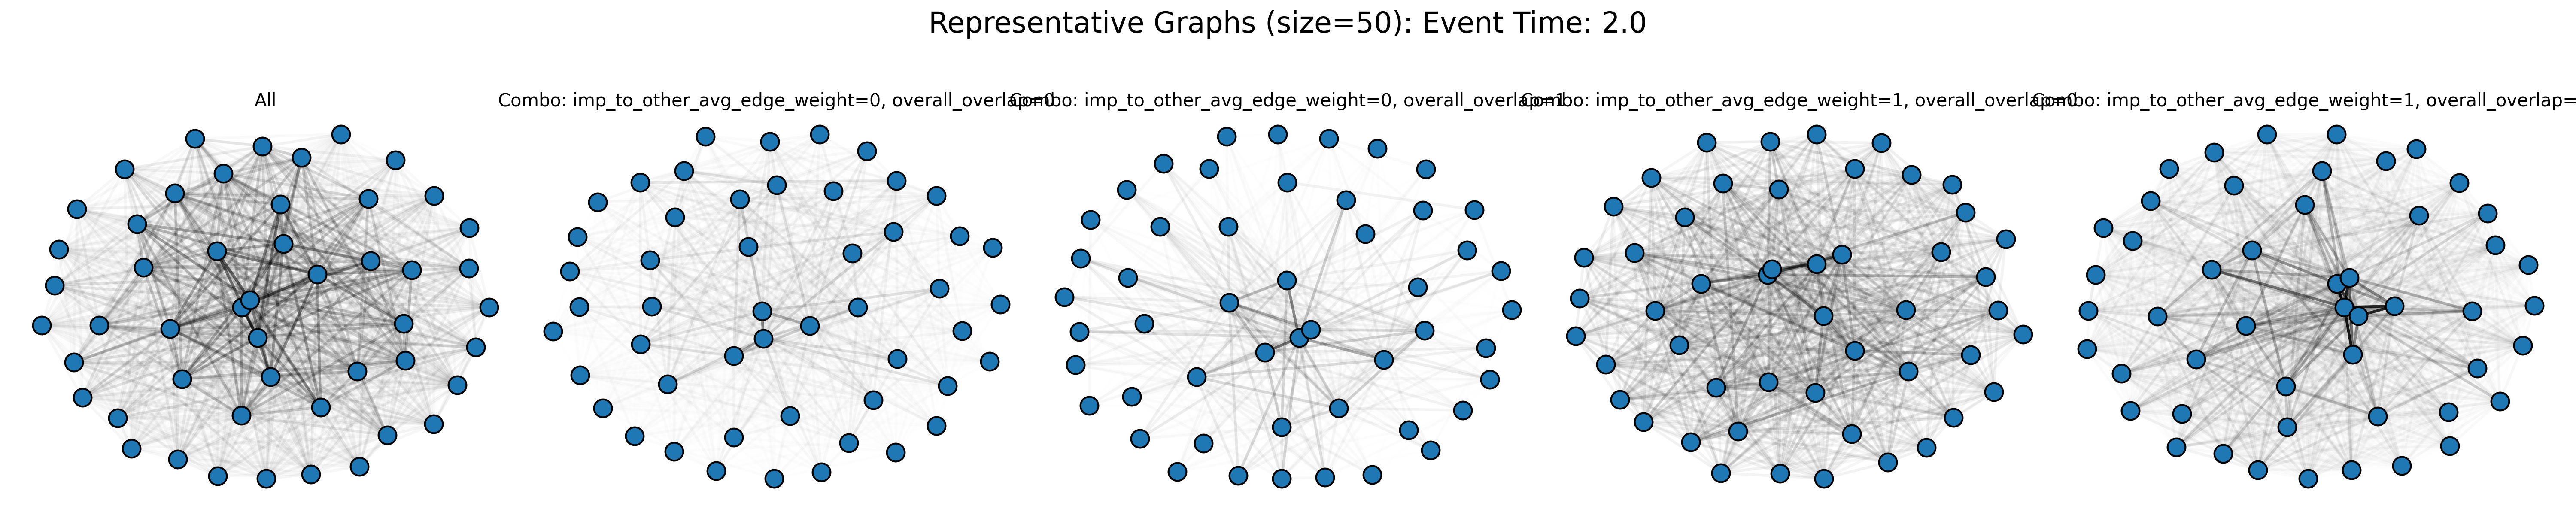 Representative Graphs (size=50): Event Time: 2.0
All
Combo: imp_to_other_avg_edge_weight=0, overall_overlap=0
Combo: imp_to_other_avg_edge_weight=0, overall_overlap=1
Combo: imp_to_other_avg_edge_weight=1, overall_overlap=0
Combo: imp_to_other_avg_edge_weight=1, overall_overlap=